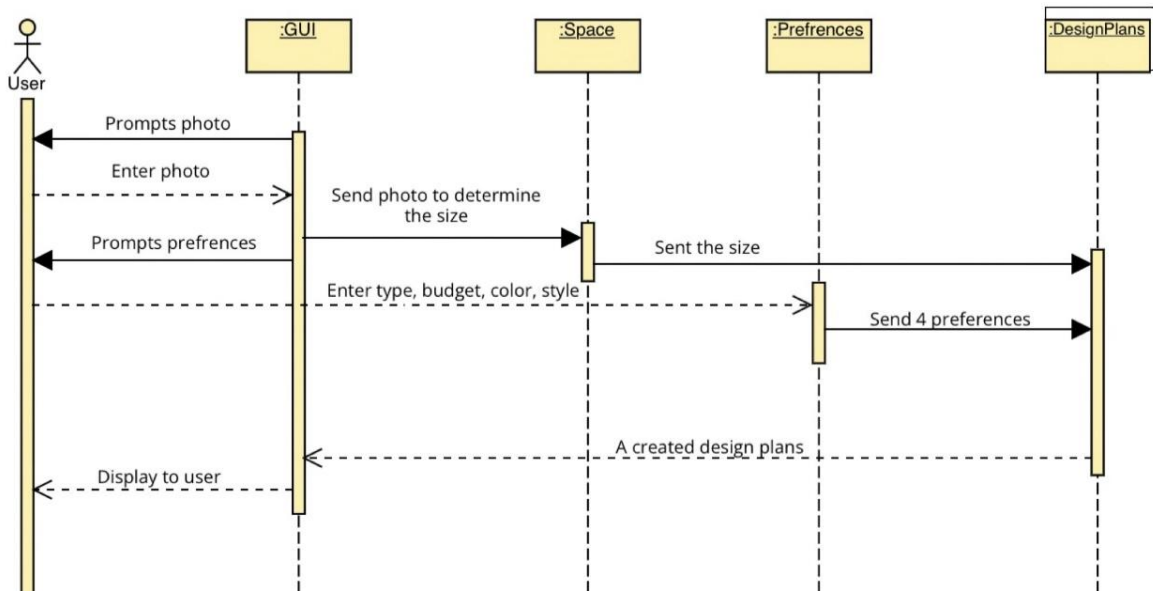 :GUI
:Space
:Prefrences
:DesignPlans
User
Prompts photo
Enter photo
Send photo to determine
the size
Prompts prefrences
Sent the size
Enter type, budget, color, style
Send 4 preferences
A created design plans
Display to user